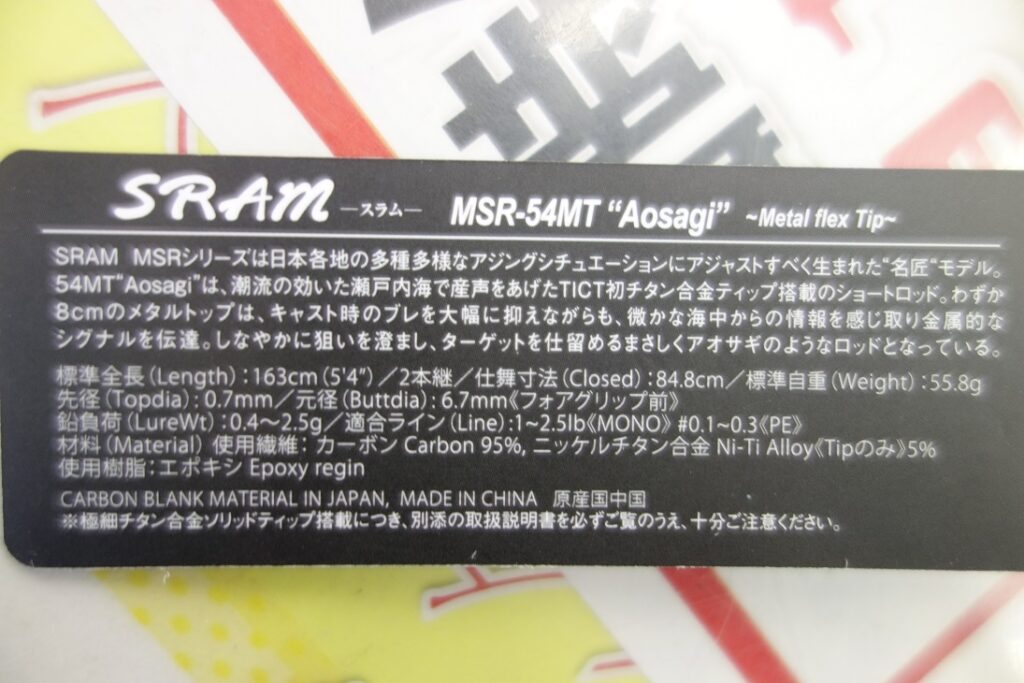 SRAM —スラム— MSR-54MT “Aosagi” ~Metal flex Tip~
SRAM MSRシリーズは日本各地の多種多様なアジングシチュエーションにアジャストすべく生まれた“名匠“モデル。
54MT“Aosagi”は、潮流の効いた瀬戸内海で産声をあげたTICT初チタン合金ティップ搭載のショートロッド。わずか
8cmのメタルトップは、キャスト時のブレを大幅に抑えながらも、微かな海中からの情報を感じ取り金属的な
シグナルを伝達。しなやかに狙いを澄まし、ターゲットを仕留めるまさしくアオサギのようなロッドとなっている。
標準全長（Length）：163cm（5'4”）／2本継／仕舞寸法（Closed）：84.8cm／標準自重（Weight）：55.8g
先径（Topdia）：0.7mm／元径（Buttdia）：6.7mm《フォアグリップ前》
鉛負荷（LureWt）：0.4～2.5g／適合ライン（Line）：1~2.5lb《MONO》 #0.1~0.3《PE》
材料（Material）使用繊維：カーボン Carbon 95%, ニッケルチタン合金 Ni-Ti Alloy《Tipのみ》5%
使用樹脂：エポキシ Epoxy regin
CARBON BLANK MATERIAL IN JAPAN, MADE IN CHINA 原産国中国
※極細チタン合金ソリッドティップ搭載につき、別添の取扱説明書を必ずご覧のうえ、十分ご注意ください。